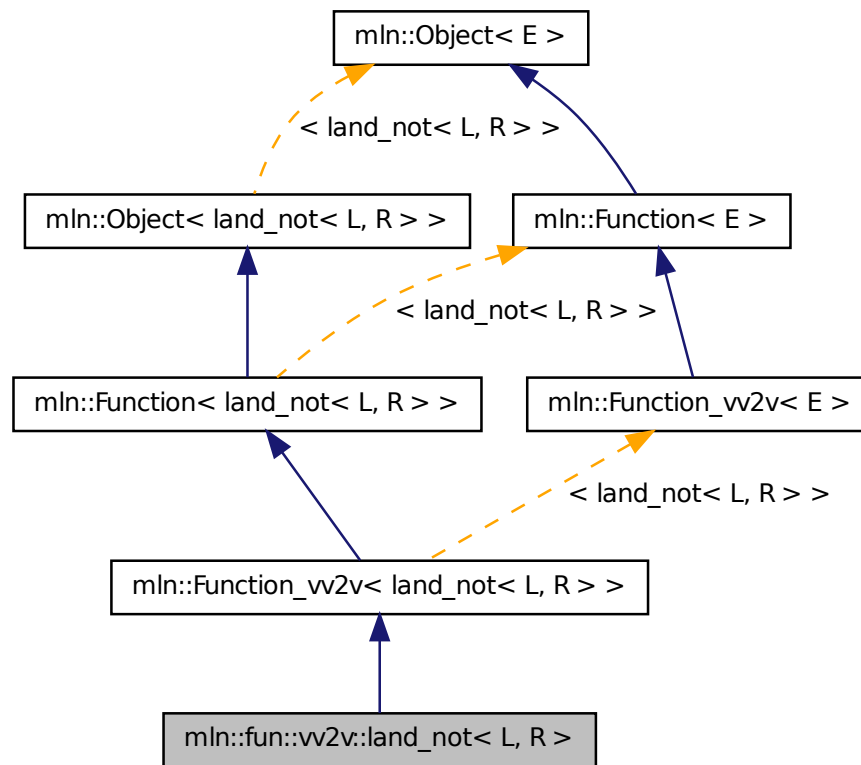 mln::Object< E >
< land_not< L, R > >
mln::Object< land_not< L, R > >
mln::Function< E >
< land_not< L, R > >
mln::Function< land_not< L, R > >
mln::Function_vv2v< E >
< land_not< L, R > >
mln::Function_vv2v< land_not< L, R > >
mln::fun::vv2v::land_not< L, R >